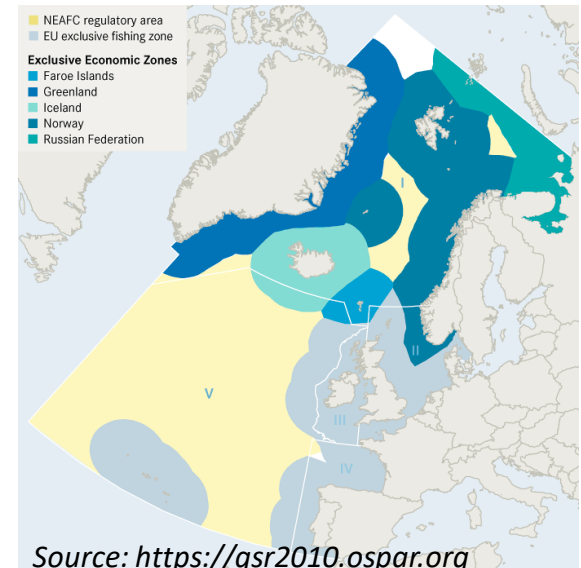 NEAFC regulatory area
EU exclusive fishing zone
Exclusive Economic Zones
Faroe Islands
Greenland
Iceland
Norway
Russian Federation
I
II
III
IV
V
Source: https://qsr2010.ospar.org